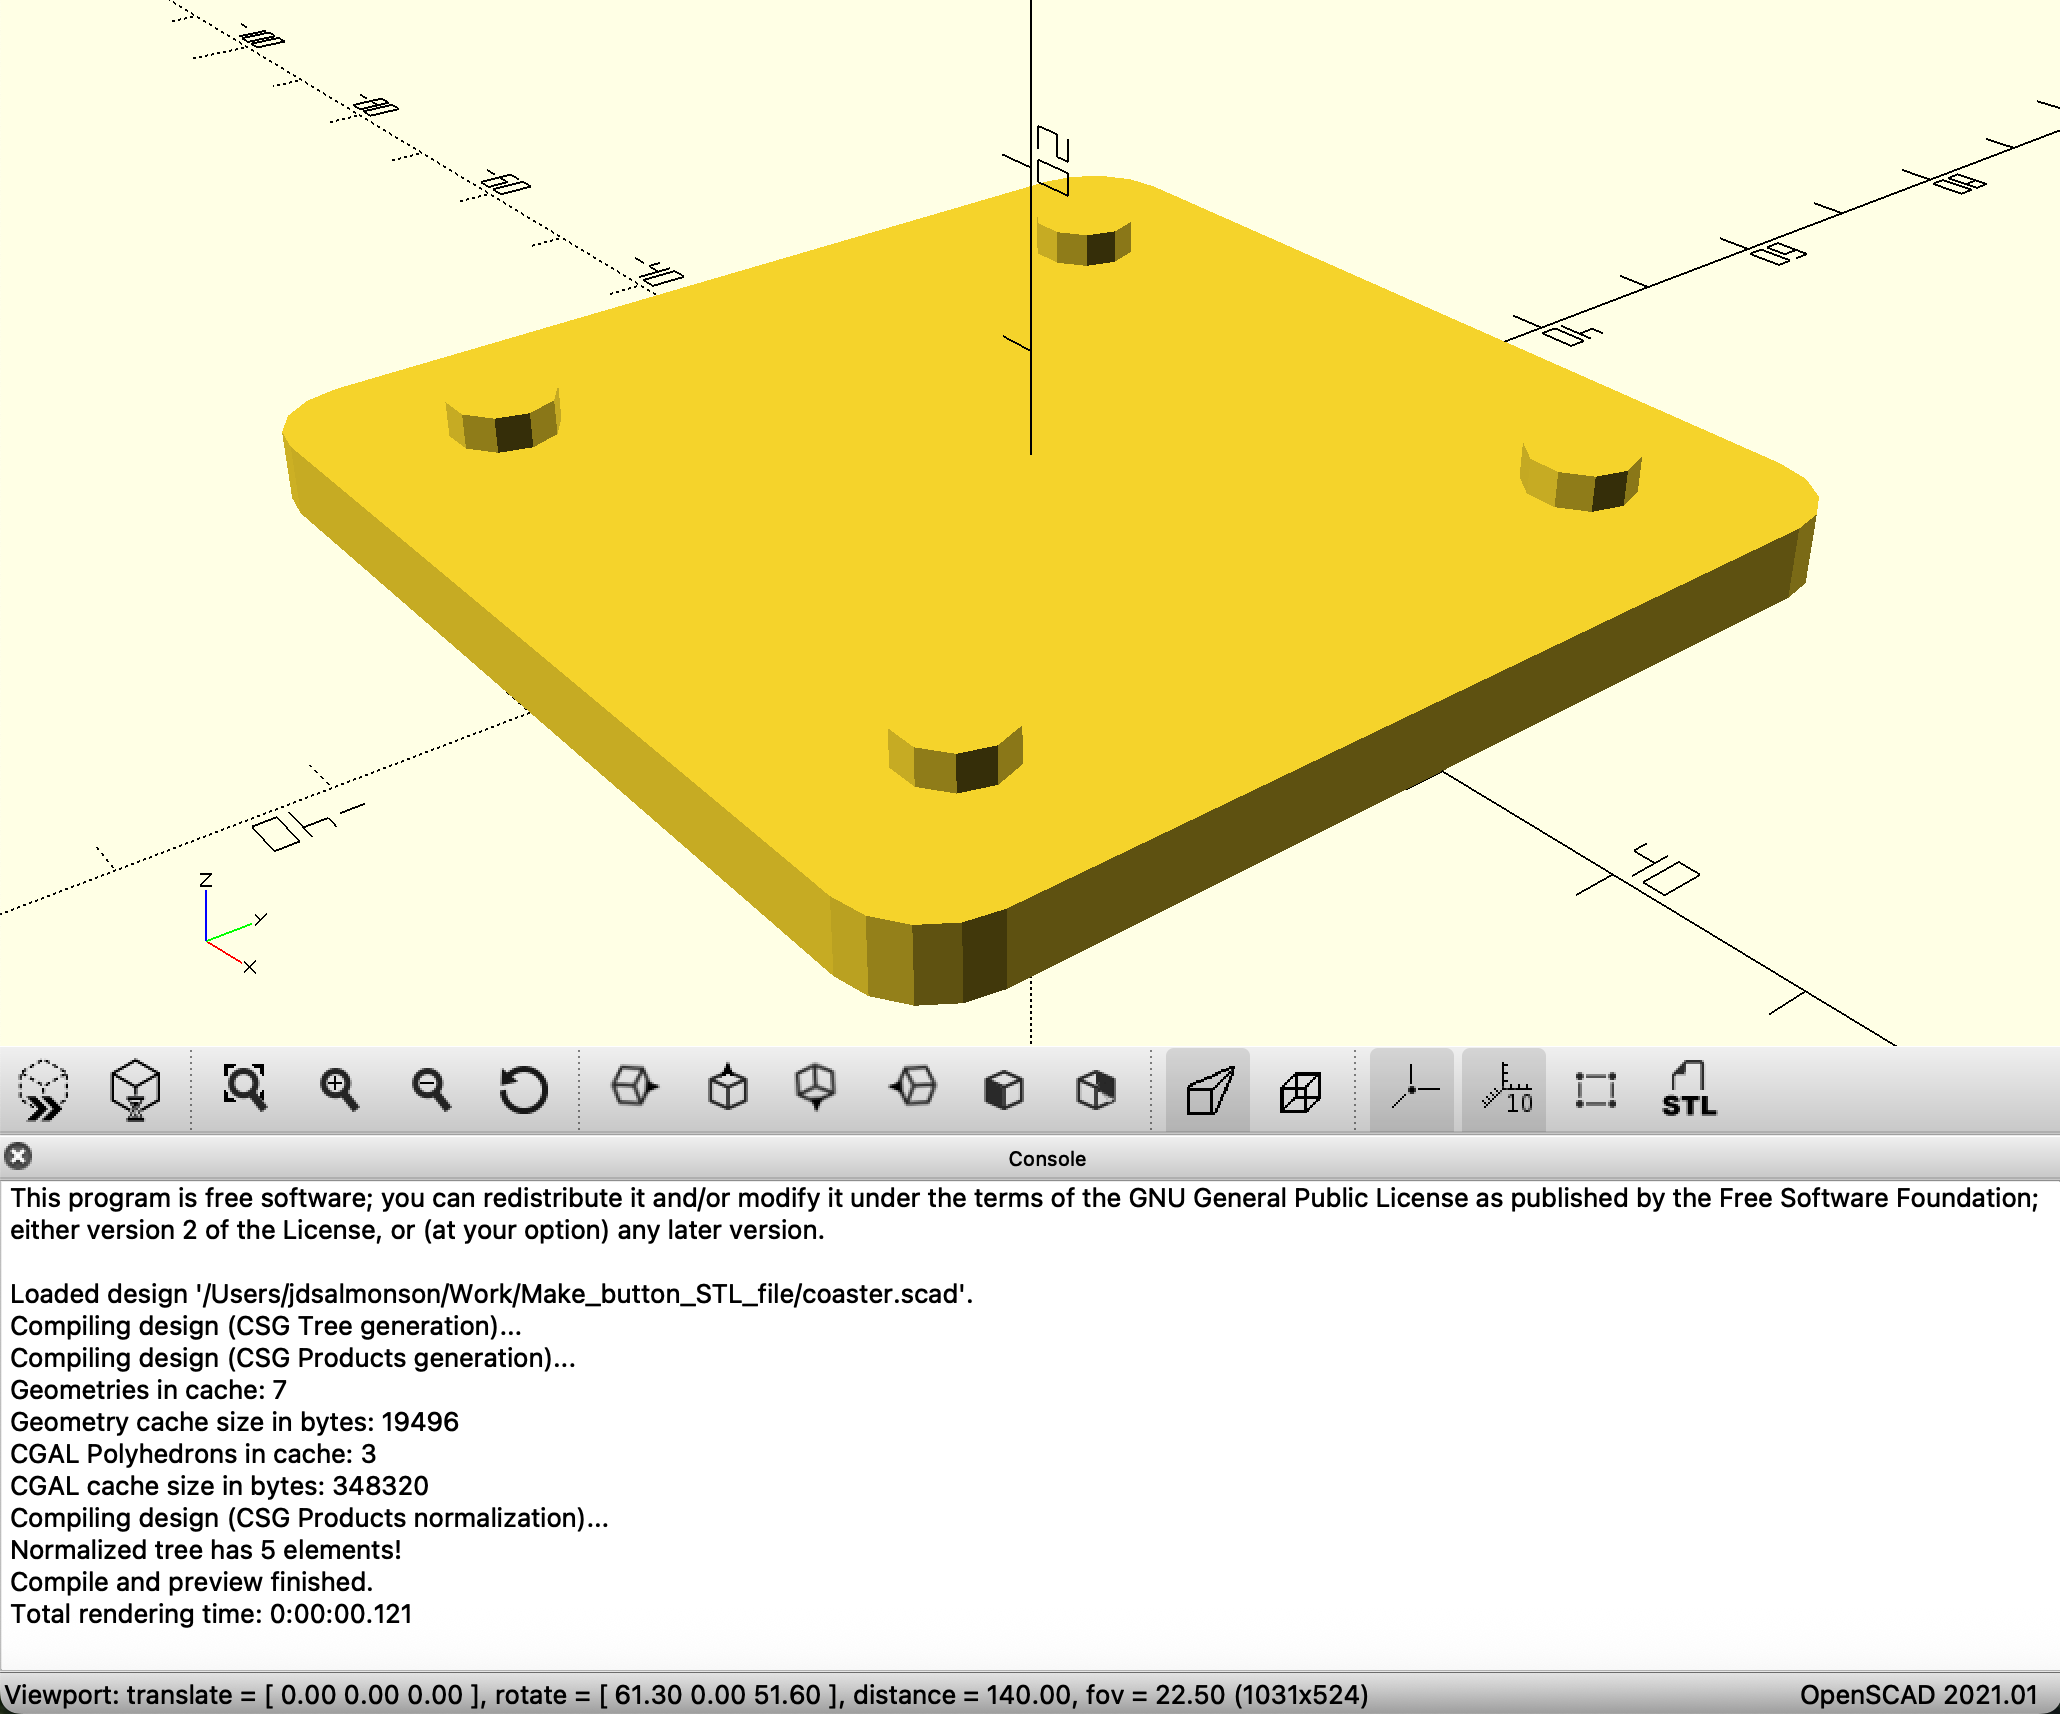 20
40
60
80
40
50
60
-40
40
Z
Y
X
10
STL
Console
This program is free software; you can redistribute it and/or modify it under the terms of the GNU General Public License as published by the Free Software Foundation;
either version 2 of the License, or (at your option) any later version.
Loaded design '/Users/jdsalmonson/Work/Make_button_STL_file/coaster.scad'.
Compiling design (CSG Tree generation)...
Compiling design (CSG Products generation)...
Geometries in cache: 7
Geometry cache size in bytes: 19496
CGAL Polyhedrons in cache: 3
CGAL cache size in bytes: 348320
Compiling design (CSG Products normalization)...
Normalized tree has 5 elements!
Compile and preview finished.
Total rendering time: 0:00:00.121
Viewport: translate = [ 0.00 0.00 0.00 ], rotate = [ 61.30 0.00 51.60 ], distance = 140.00, fov = 22.50 (1031x524)
OpenSCAD 2021.01